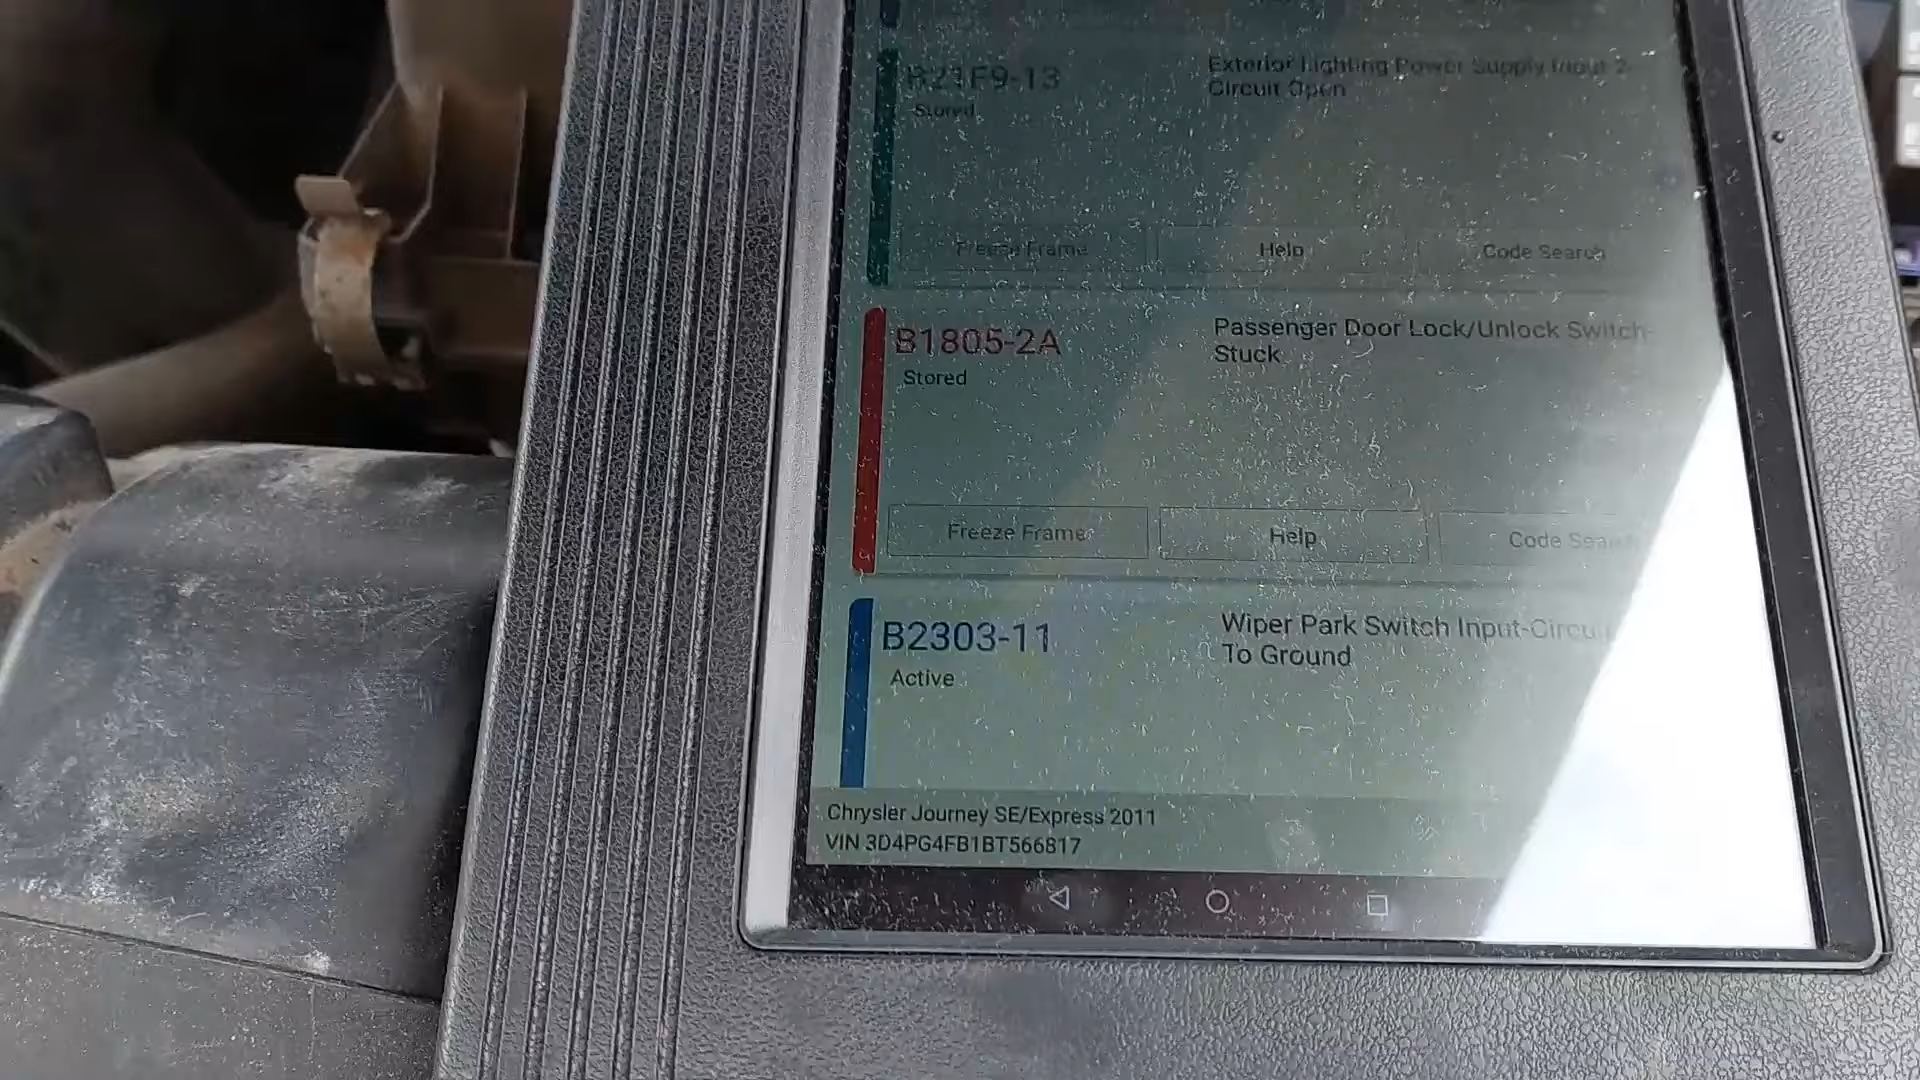 B21F9-13
Exterior Lighting Power Supply Input 2-
Circuit Open
Stored
Freeze Frame
Help
Code Search
B1805-2A
Passenger Door Lock/Unlock Switch-
Stuck
Stored
Freeze Frame
Help
Code Search
B2303-11
Wiper Park Switch Input-Circu
To Ground
Active
Chrysler Journey SE/Express 2011
VIN 3D4PG4FB1BT566817